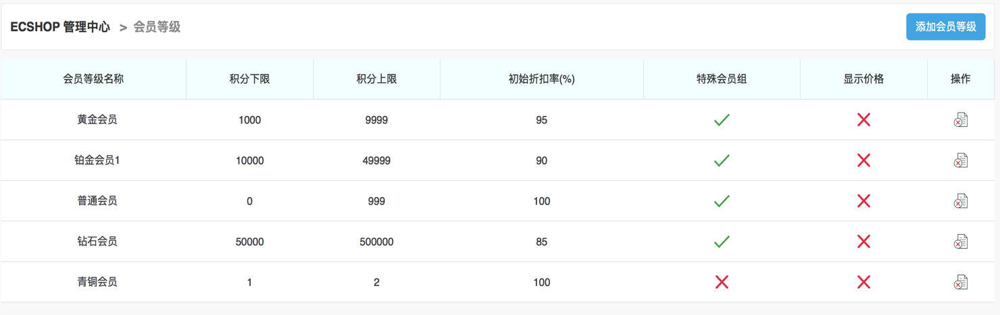 ECSHOP 管理中心 > 会员等级
添加会员等级
会员等级名称 积分下限 积分上限 初始折扣率(%) 特殊会员组 显示价格 操作
黄金会员 1000 9999 95
铂金会员1 10000 49999 90
普通会员 0 999 100
钻石会员 50000 500000 85
青铜会员 1 2 100